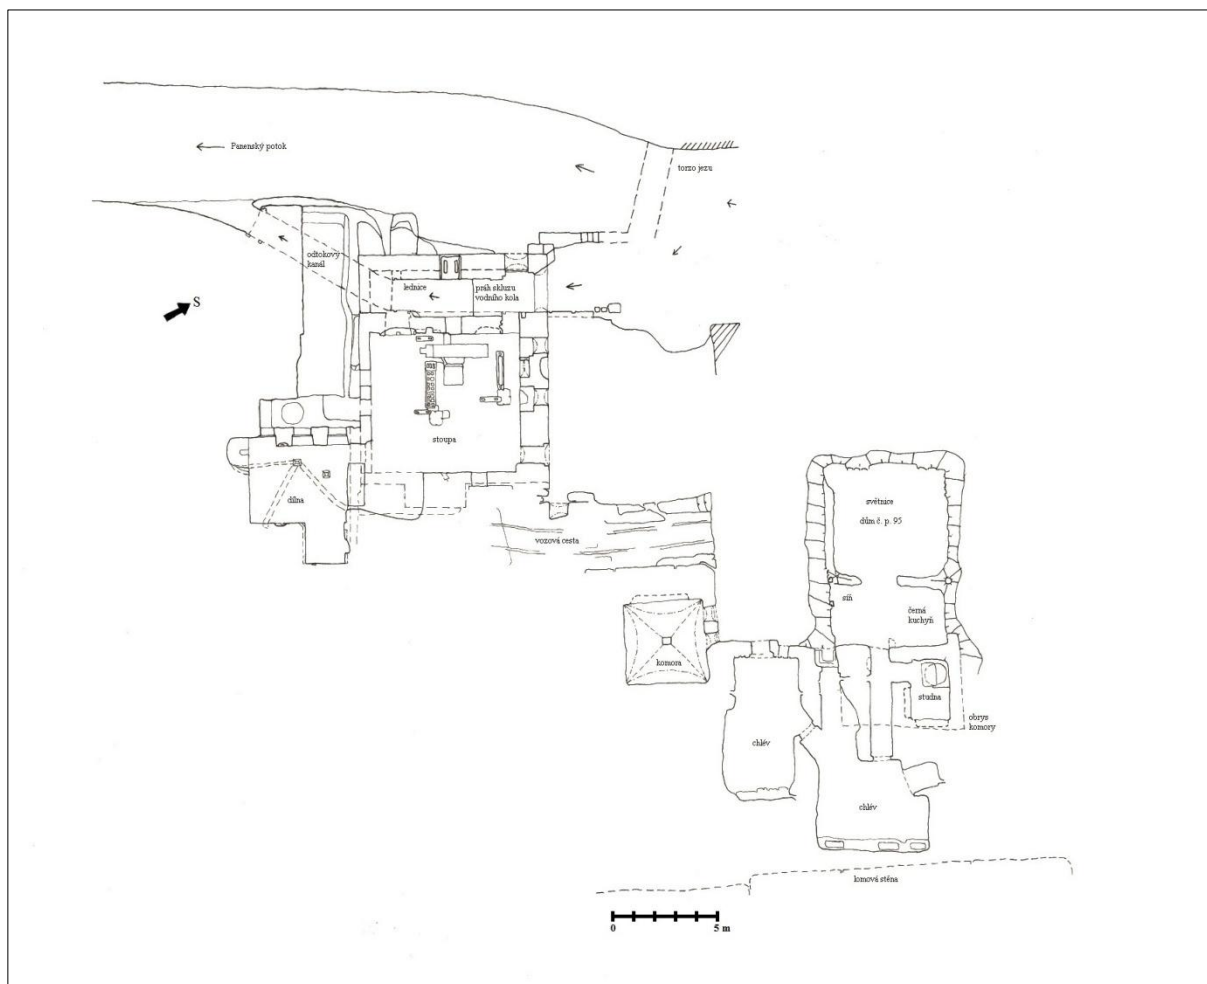 Panenský potok
torzo jezu
odtokový
kanál
lednice
práh skluzu
vodního kola
S
stoupa
dílna
vozová cesta
světnice
dům č. p. 95
síň
černá
kuchyň
komora
studna
obrys
komory
chlév
chlév
lomová stěna
0
5 m